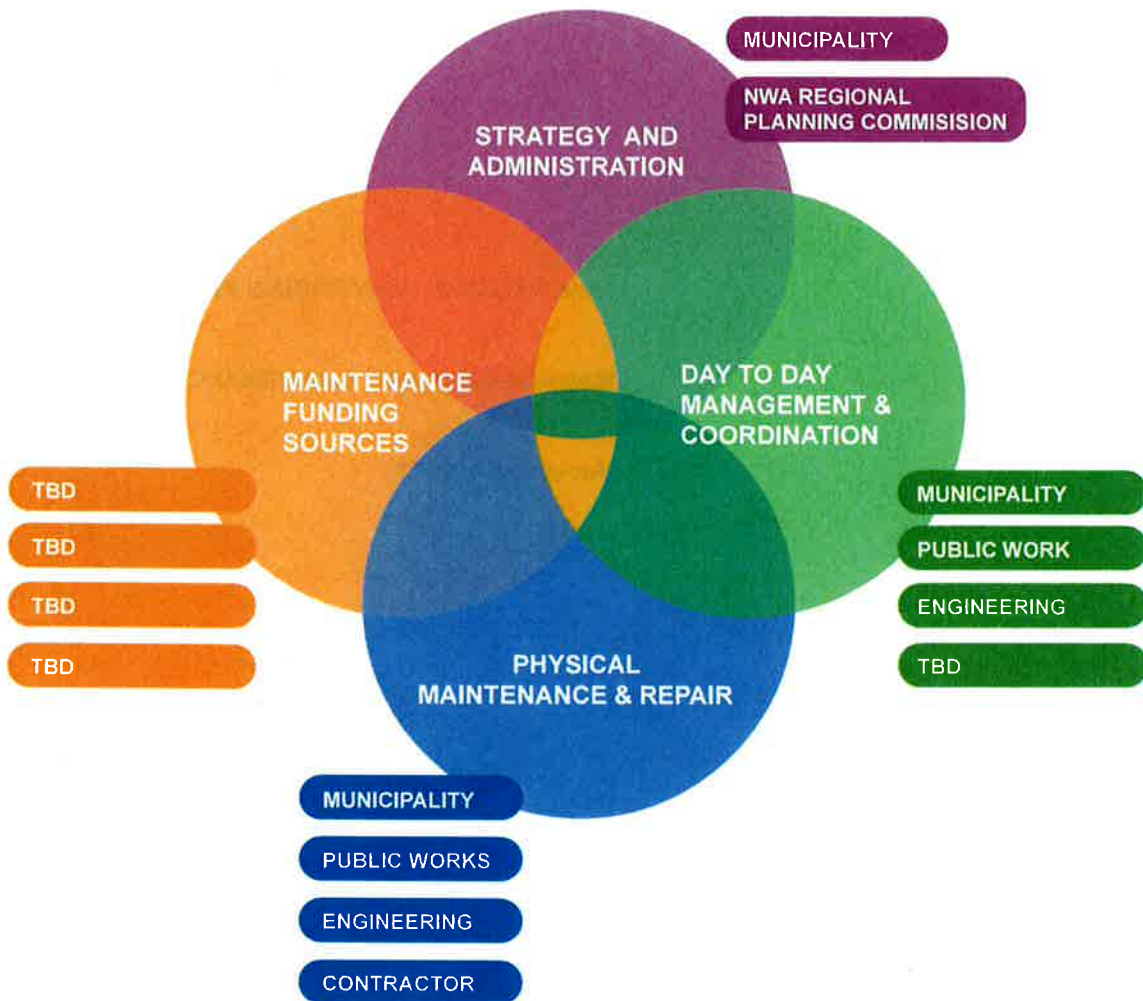 MUNICIPALITY
NWA REGIONAL
PLANNING COMMISISION
STRATEGY AND
ADMINISTRATION
MAINTENANCE
FUNDING
SOURCES
DAY TO DAY
MANAGEMENT &
COORDINATION
TBD
TBD
TBD
TBD
MUNICIPALITY
PUBLIC WORK
ENGINEERING
TBD
PHYSICAL
MAINTENANCE & REPAIR
MUNICIPALITY
PUBLIC WORKS
ENGINEERING
CONTRACTOR